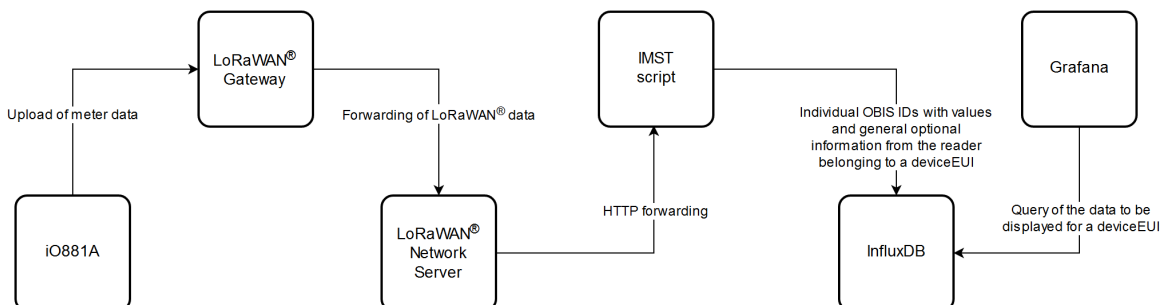 LoRaWAN®
Gateway
IMST
script
Grafana
Upload of meter data
Forwarding of LoRaWAN® data
Individual OBIS IDs with values
and general optional
information from the reader
belonging to a deviceEUI
iO881A
LoRaWAN®
Network
Server
HTTP forwarding
InfluxDB
Query of the data to be
displayed for a deviceEUI